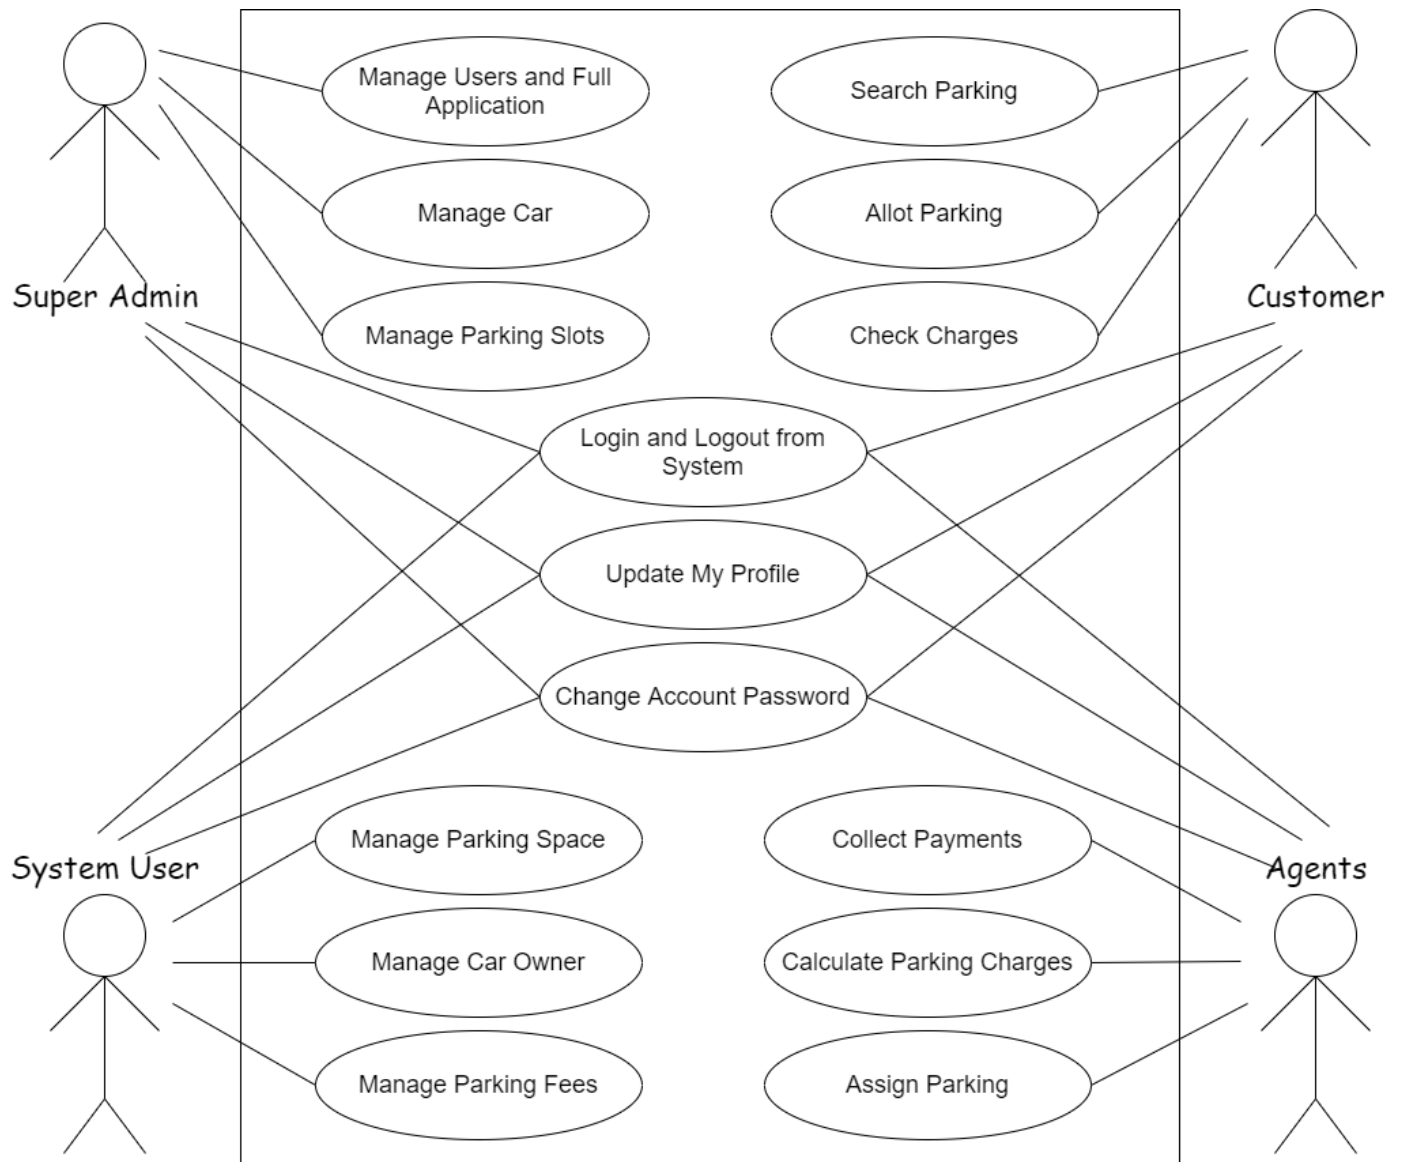 Manage Users and Full
Application
Search Parking
Manage Car
Allot Parking
Super Admin
Customer
Manage Parking Slots
Check Charges
Login and Logout from
System
Update My Profile
Change Account Password
System User
Manage Parking Space
Collect Payments
Agents
Manage Car Owner
Calculate Parking Charges
Manage Parking Fees
Assign Parking